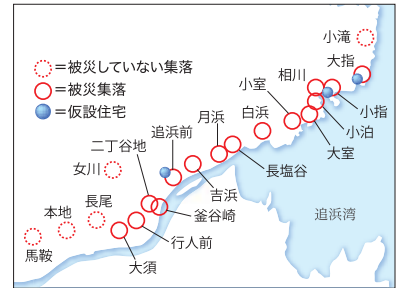 小滝
大指
=被災していない集落
=被災集落
=仮設住宅
相川
小室
小指
月浜
白浜
小泊
追浜前
大室
二丁谷地
長塩谷
女川
吉浜
追波湾
長尾
釜谷崎
本地
行人前
馬鞍
大須